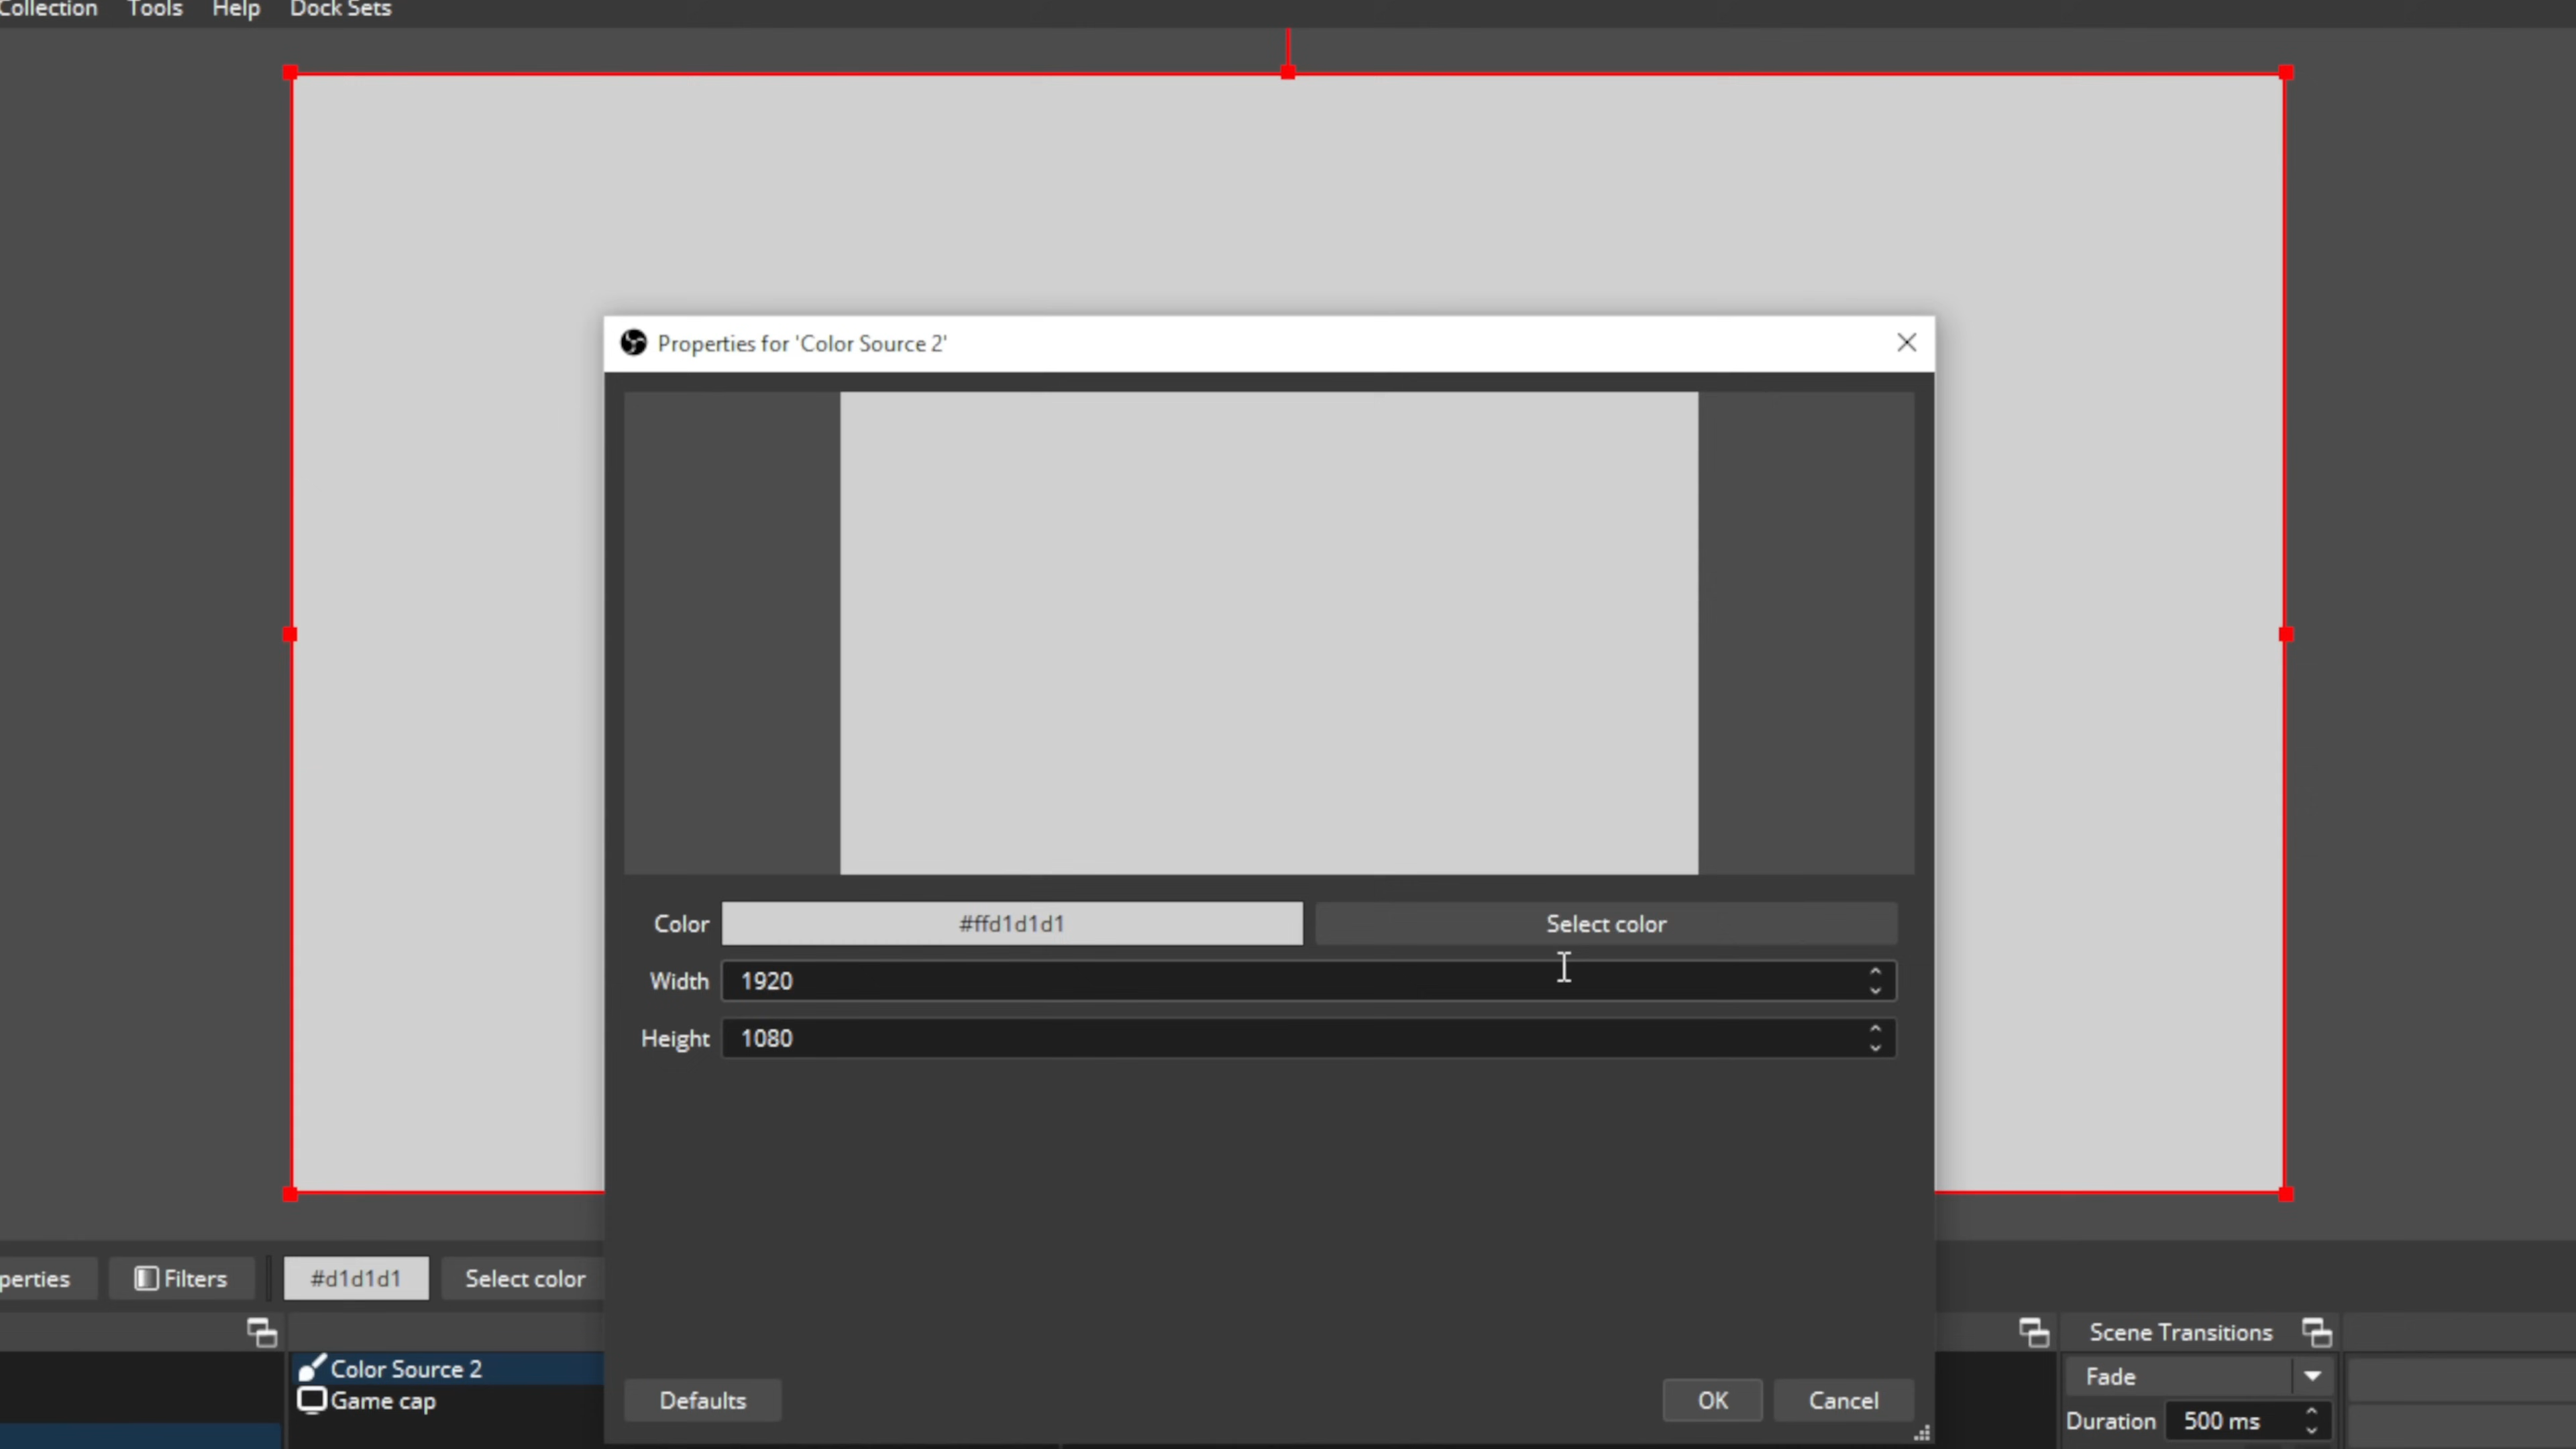 Collection Tools Help Dock Sets
Properties for 'Color Source 2'
Color #ffd1d1d1 Select color
Width 1920
Height 1080
perties Filters #d1d1d1 Select color
Scene Transitions
Color Source 2
Game cap
Fade
Duration 500 ms
Defaults OK Cancel